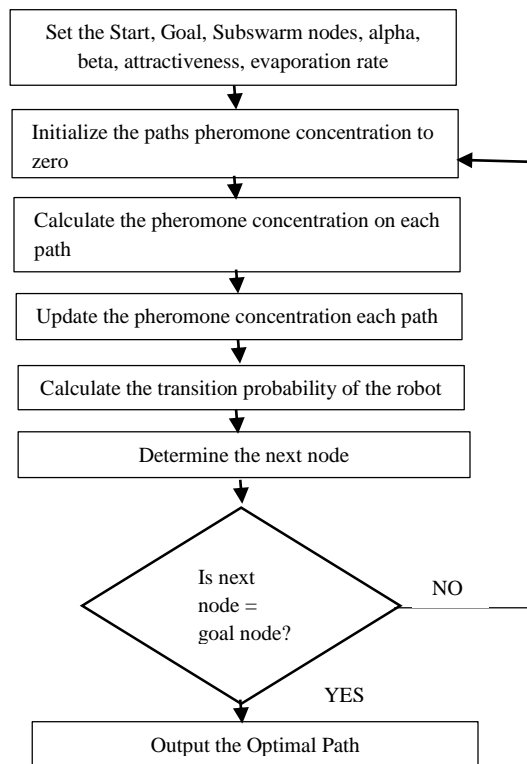 Set the Start, Goal, Subswarm nodes, alpha,
beta, attractiveness, evaporation rate
Initialize the paths pheromone concentration to
zero
Calculate the pheromone concentration on each
path
Update the pheromone concentration each path
Calculate the transition probability of the robot
Determine the next node
Is next
node =
goal node?
NO
YES
Output the Optimal Path